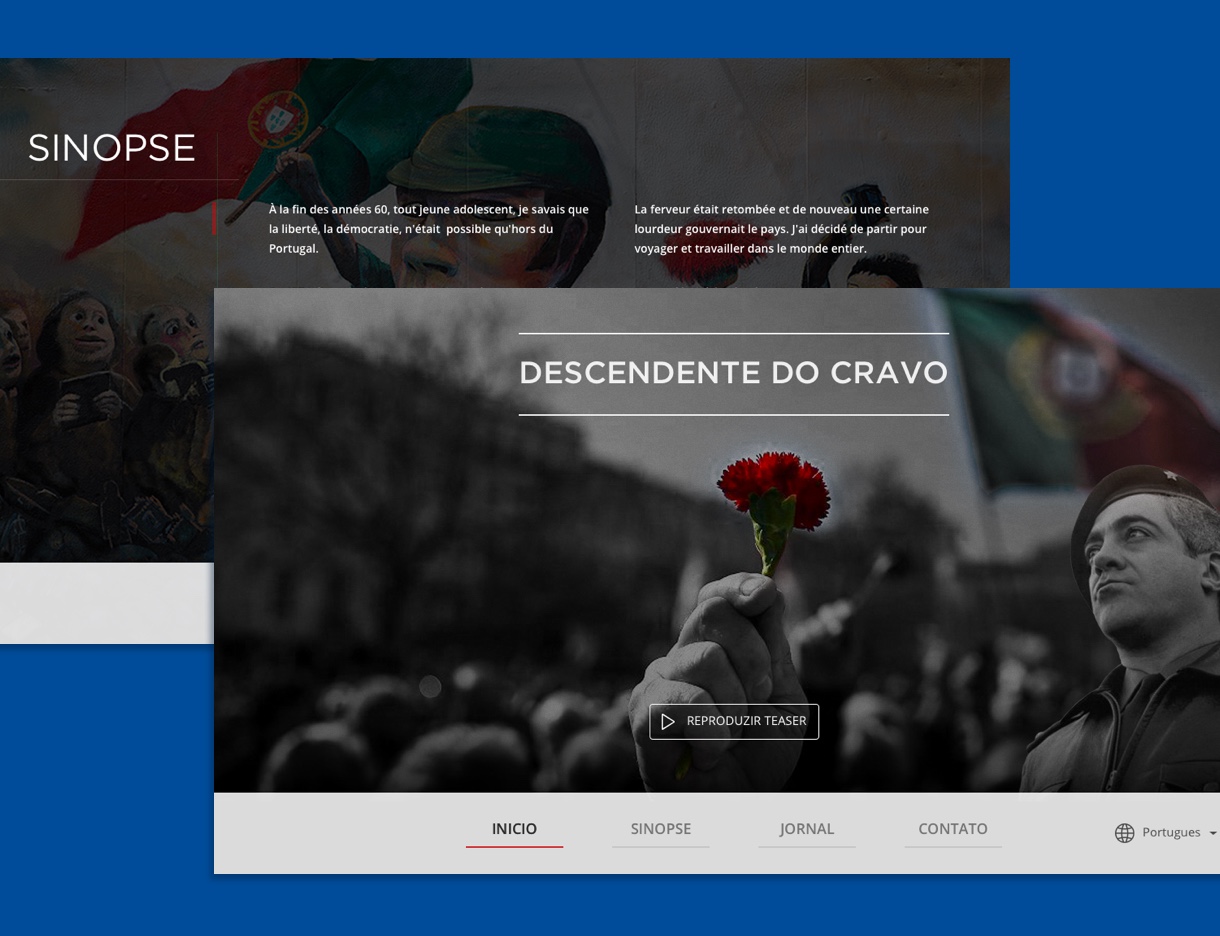 SINOPSE
À la fin des années 60, tout jeune adolescent, je savais que
la liberté, la démocratie, n'était  possible qu'hors du
Portugal.
La ferveur était retombée et de nouveau une certaine
lourdeur gouvernait le pays. J'ai décidé de partir pour
voyager et travailler dans le monde entier.
DESCENDENTE DO CRAVO
REPRODUZIR TEASER
INICIO
SINOPSE
JORNAL
CONTATO
Portugues